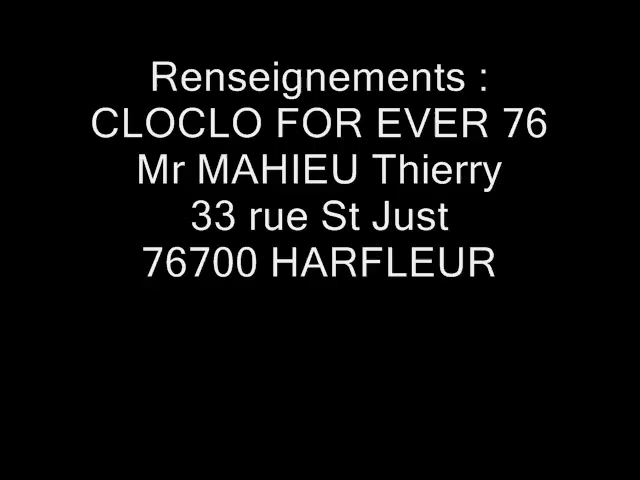 Renseignements :
CLOCLO FOR EVER 76
Mr MAHIEU Thierry
33 rue St Just
76700 HARFLEUR